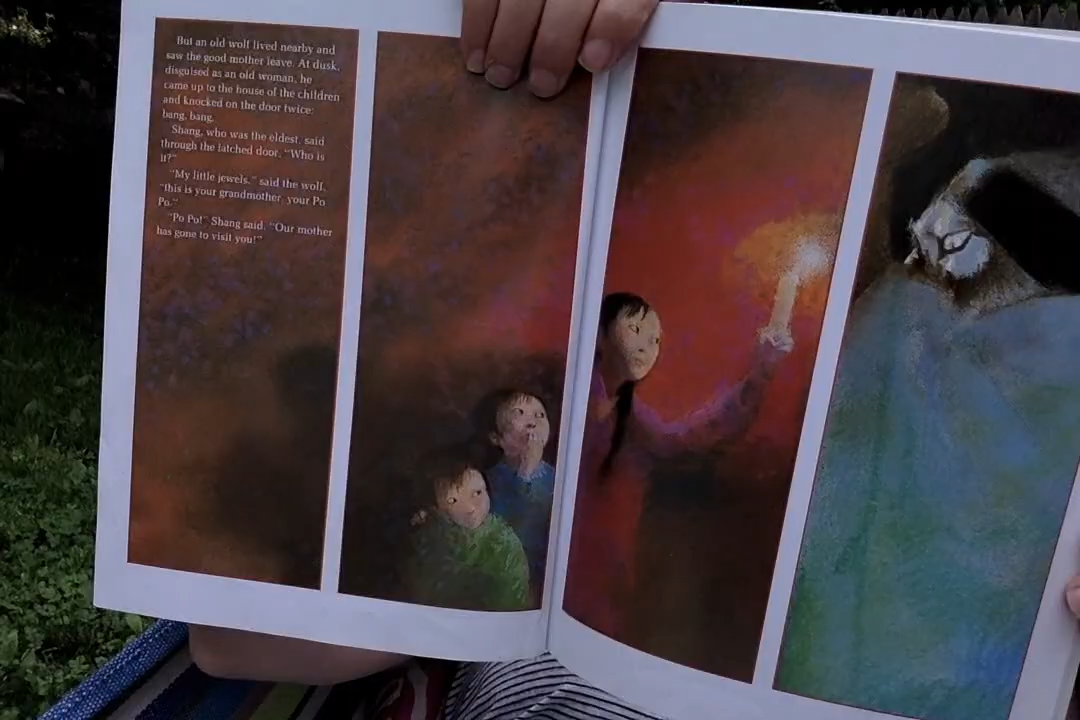 But an old wolf lived nearby and
saw the good mother leave. At dusk,
disguised as an old woman, he
came up to the house of the children
and knocked on the door twice:
bang, bang.
Shang, who was the eldest, said
through the latched door, "Who is
it?"
"My little jewels," said the wolf,
"this is your grandmother, your Po
Po."
"Po Po!" Shang said. "Our mother
has gone to visit you!"